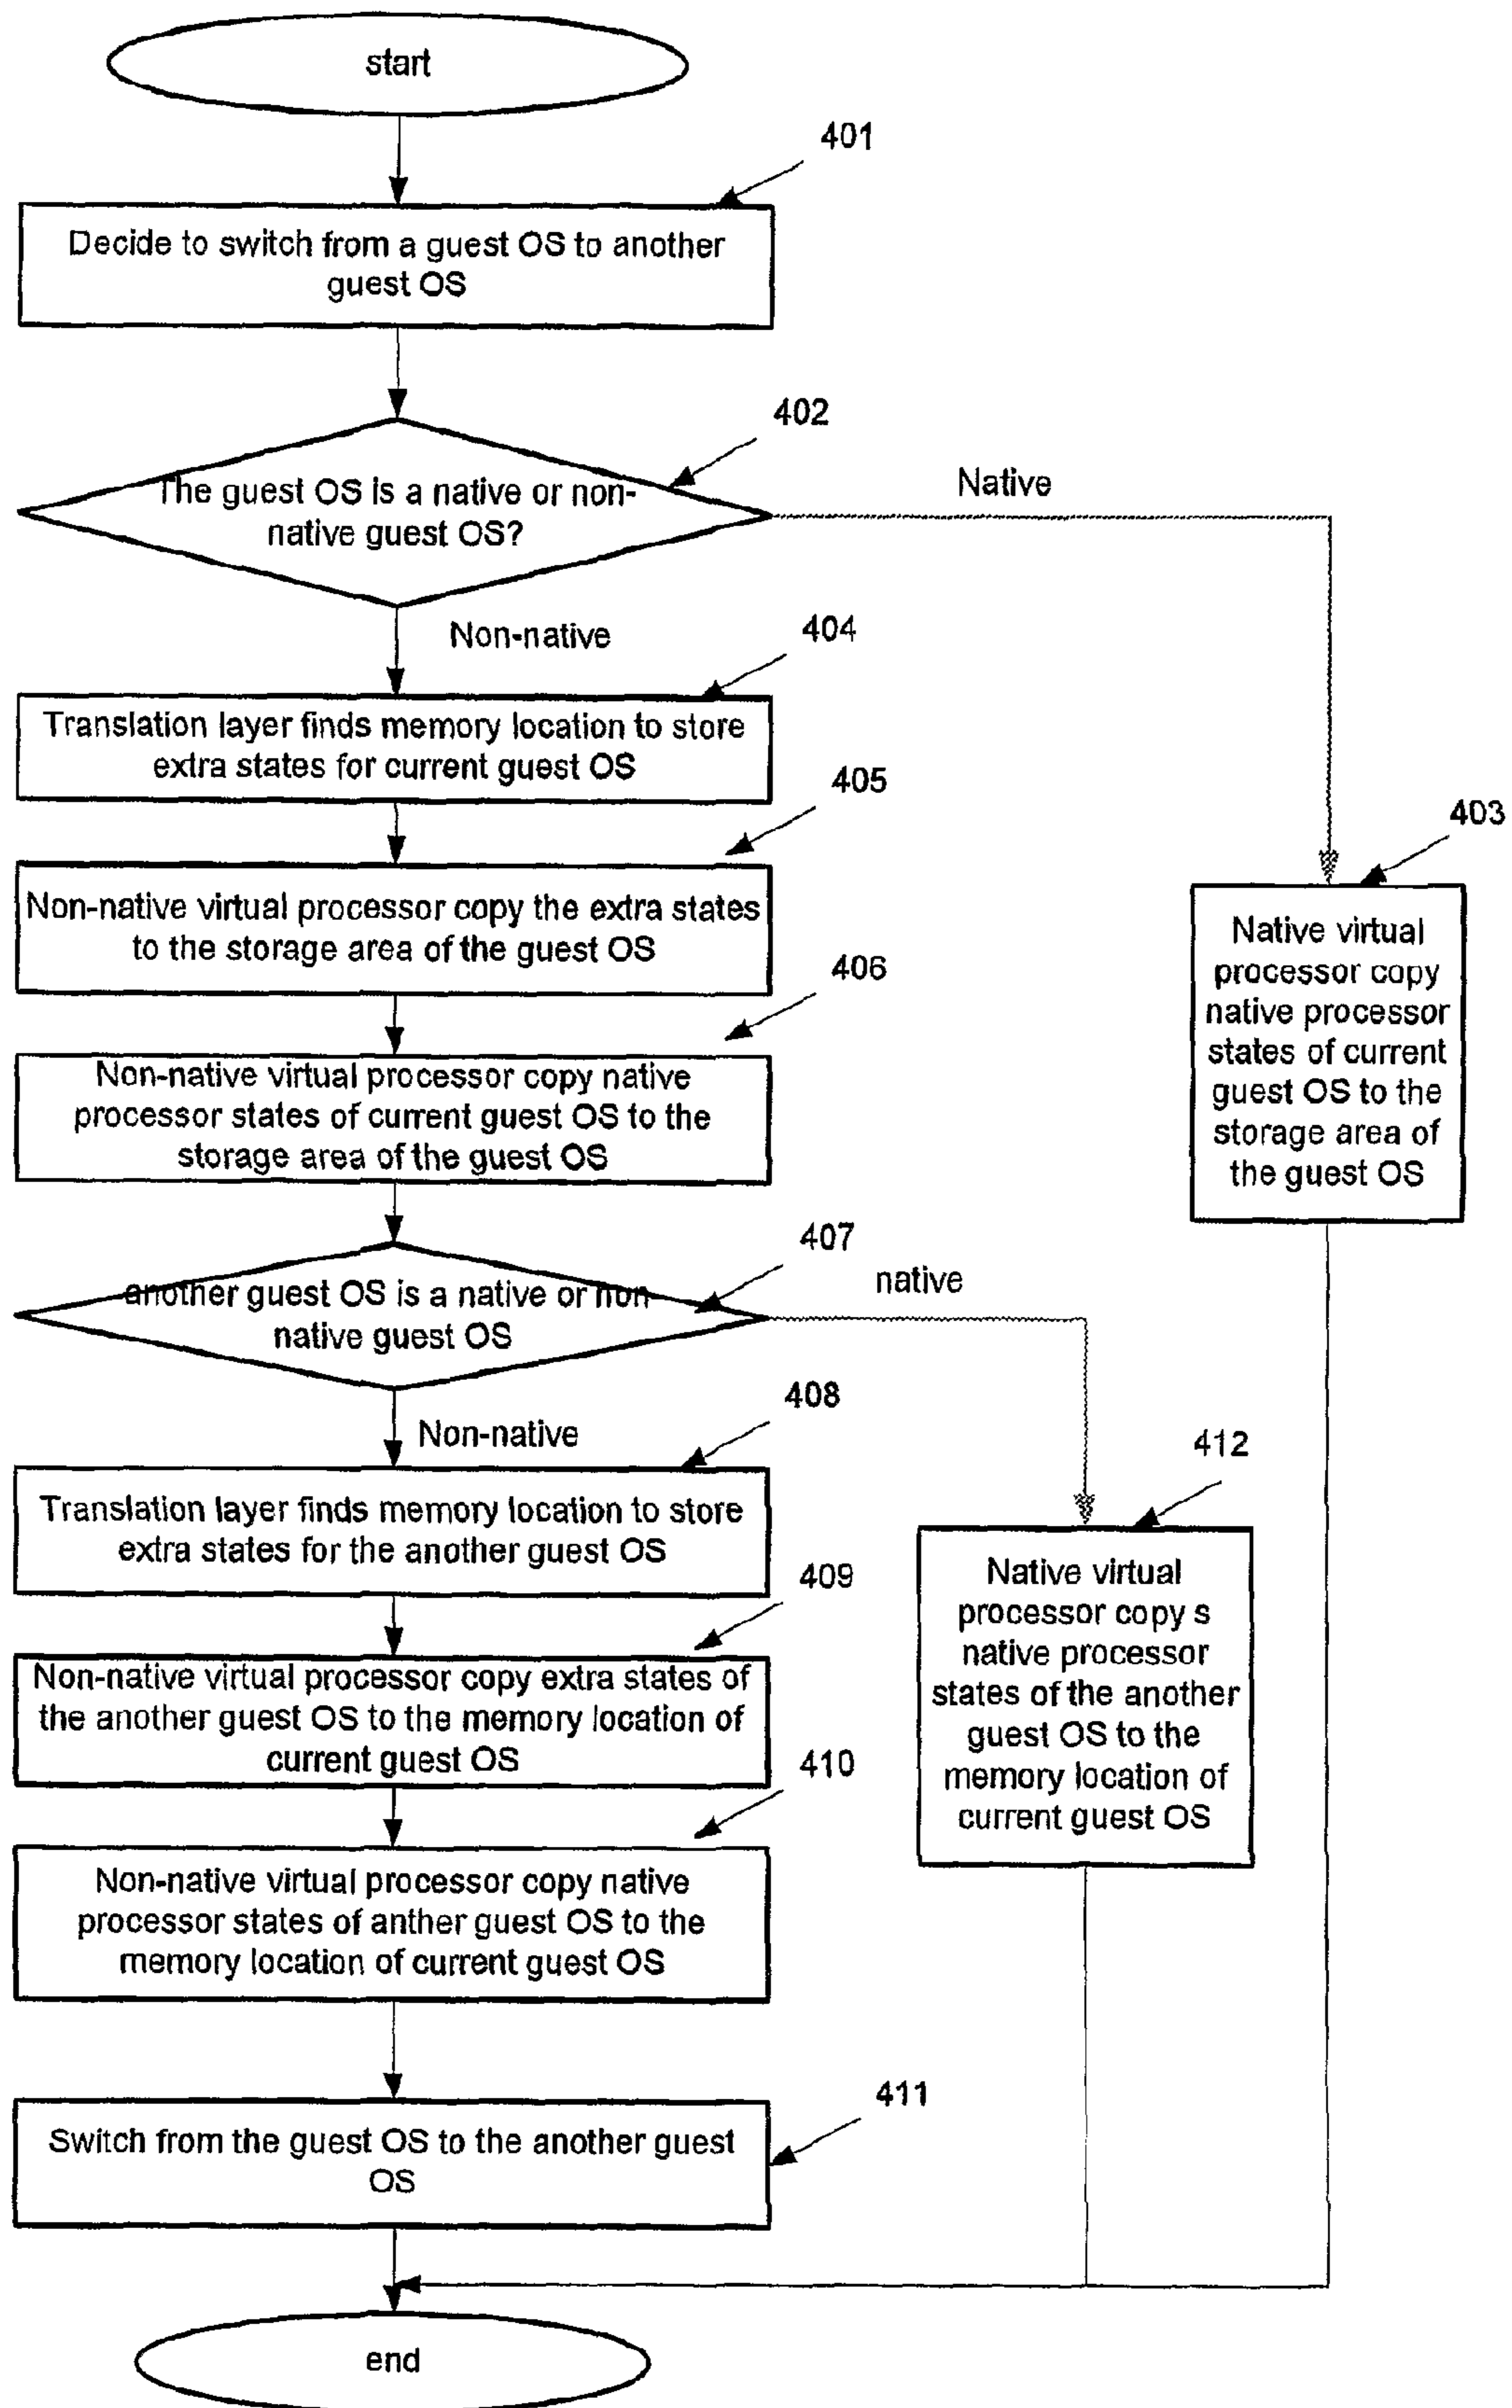 start
401
Decide to switch from a guest OS to another
guest OS
402
The guest OS is a native or non-
native guest OS?
Native
Non-native
404
Translation layer finds memory location to store
extra states for current guest OS
405
403
Non-native virtual processor copy the extra states
to the storage area of the guest OS
Native virtual
processor copy
native processor
states of current
guest OS to the
storage area of
the guest OS
406
Non-native virtual processor copy native
processor states of current guest OS to the
storage area of the guest OS
407
another guest OS is a native or non
native guest OS
native
Non-native
408
412
Translation layer finds memory location to store
extra states for the another guest OS
409
Native virtual
processor copy s
native processor
states of the another
guest OS to the
memory location of
current guest OS
Non-native virtual processor copy extra states of
the another guest OS to the memory location of
current guest OS
410
Non-native virtual processor copy native
processor states of anther guest OS to the
memory location of current guest OS
411
Switch from the guest OS to the another guest
OS
end